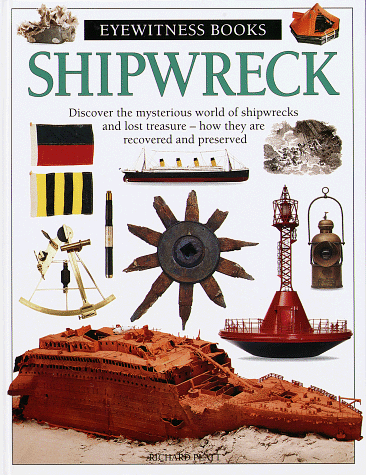 EYEWITNESS BOOKS
SHIPWRECK
Discover the mysterious world of shipwrecks
and lost treasure – how they are
recovered and preserved
RICHARD PLATT